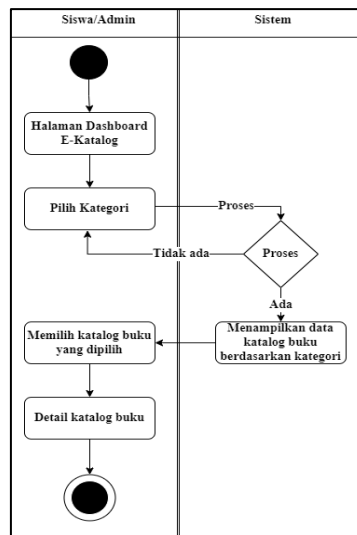 Siswa/Admin
Sistem
Halaman Dashboard
E-Katalog
Pilih Kategori
Proses
Tidak ada
Proses
Ada
Memilih katalog buku
yang dipilih
Menampilkan data
katalog buku
berdasarkan kategori
Detail katalog buku